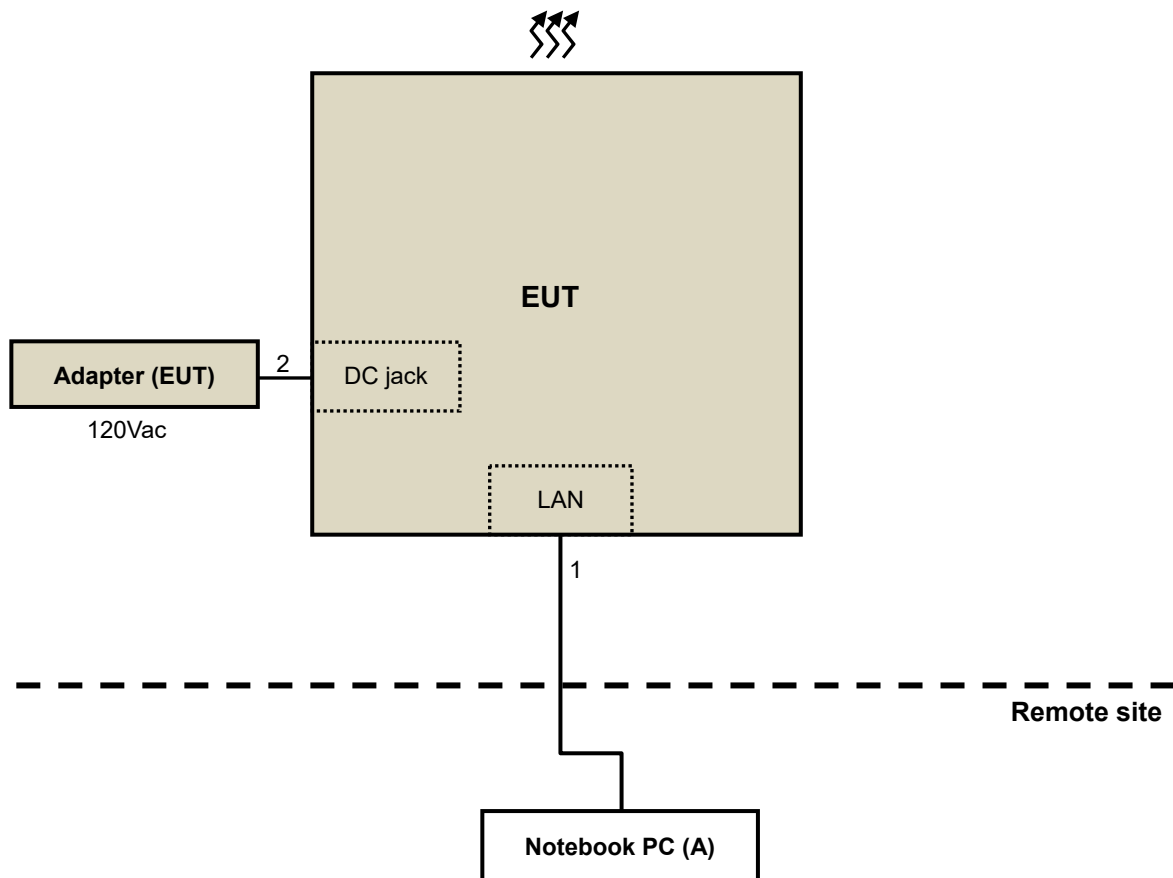 EUT
Adapter (EUT)
2
DC jack
120Vac
LAN
1
Remote site
Notebook PC (A)